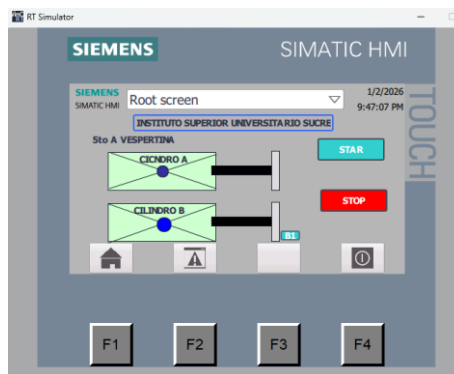 RT Simulator
SIEMENS
SIMATIC HMI
TOUCH
SIEMENS
SIMATIC HMI
Root screen
1/2/2026
9:47:07 PM
INSTITUTO SUPERIOR UNIVERSITARIO SUCRE
5to A VESPERTINA
CICNDRO A
STAR
CILINDRO B
STOP
B1
F1
F2
F3
F4